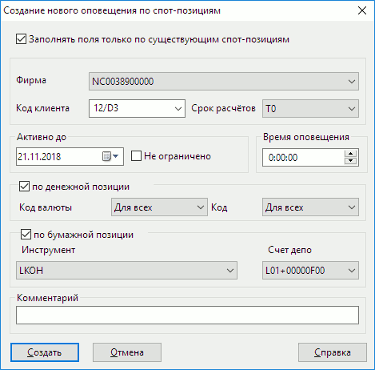 Создание нового оповещения по спот-позициям
Заполнять поля только по существующим спот-позициям
Фирма NC0038900000
Код клиента 12/D3 Срок расчётов T0
Активно до Время оповещения
21.11.2018 Не ограничено 0:00:00
по денежной позиции
Код валюты Для всех Код Для всех
по бумажной позиции
Инструмент Счет депо
LKOH L01+00000F00
Комментарий
Создать Отмена Справка